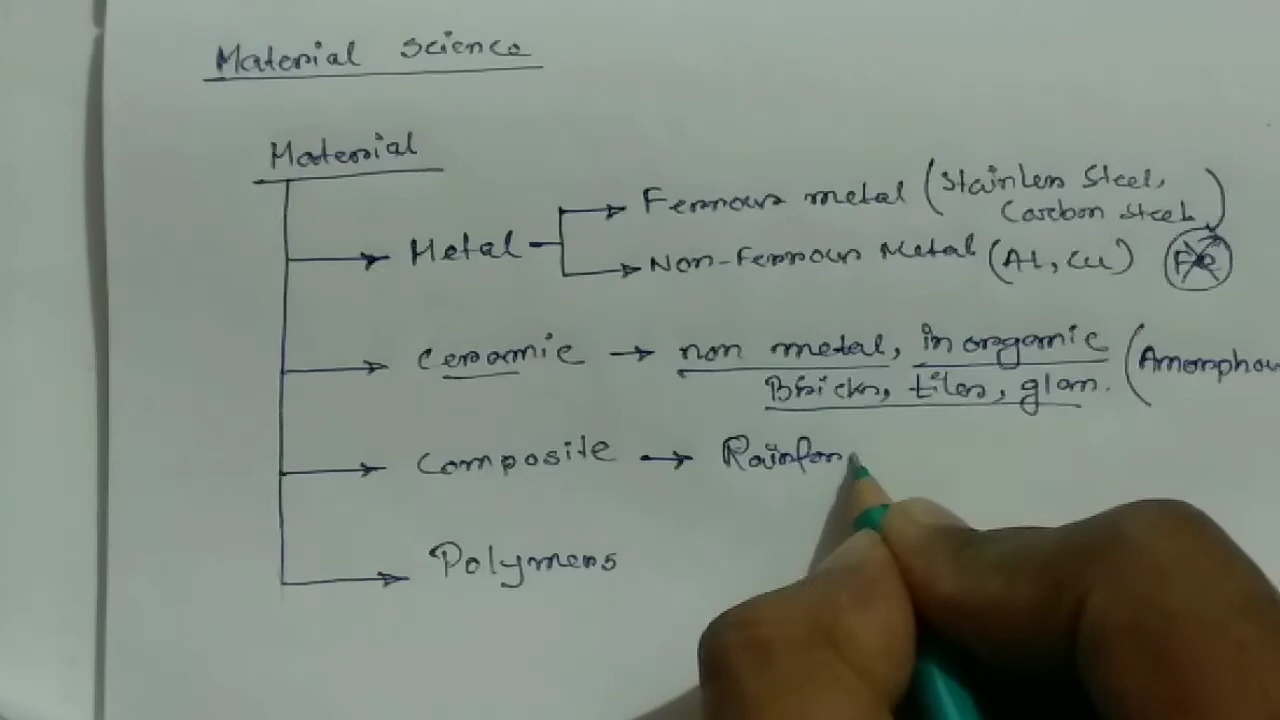 Material Science
Material
Metal
Ferrous metal (Stainless Steel,
Carbon steel)
Non-Ferrous Metal (Al, Cu) Fe
Ceramic → non metal, inorganic (Amorphou
Bricks, tiles, glass.
Composite → Rainfor
Polymers